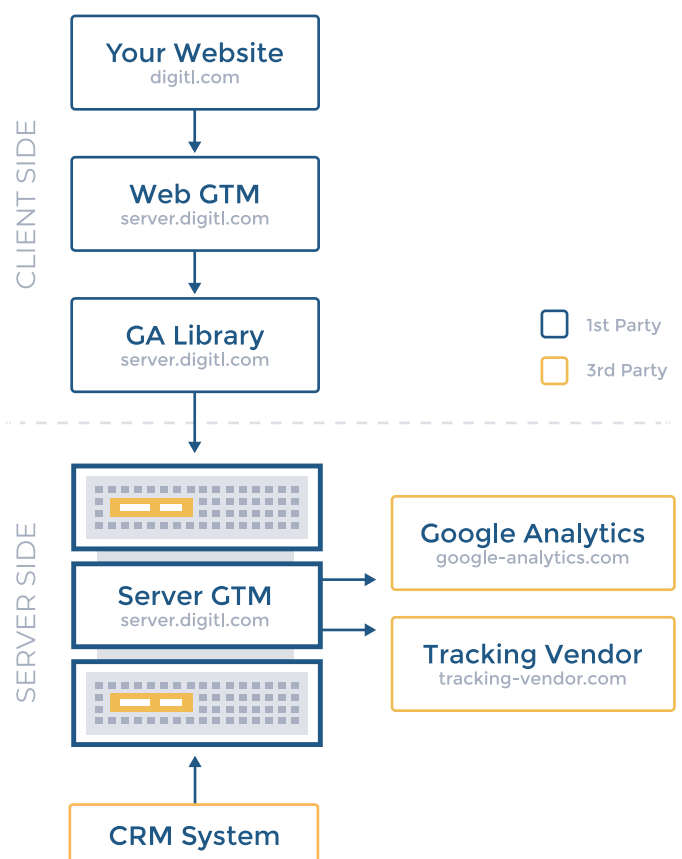 Your Website
digitl.com
CLIENT SIDE
Web GTM
server.digitl.com
GA Library
server.digitl.com
1st Party
3rd Party
SERVER SIDE
Server GTM
server.digitl.com
Google Analytics
google-analytics.com
Tracking Vendor
tracking-vendor.com
CRM System